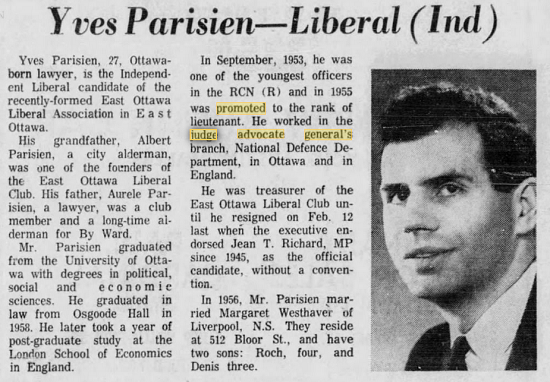 Yves Parisien—Liberal (Ind)
Yves Parisien, 27, Ottawa-
born lawyer, is the Independ-
ent Liberal candidate of the
recently-formed East Ottawa
Liberal Association in East
Ottawa.
His grandfather, Albert
Parisien, a city alderman,
was one of the founders of
the East Ottawa Liberal
Club. His father, Aurele Par-
isien, a lawyer, was a club
member and a long-time al-
derman for By Ward.
Mr. Parisien graduated
from the University of Otta-
wa with degrees in political,
social and economic
sciences. He graduated in
law from Osgoode Hall in
1958. He later took a year of
post-graduate study at the
London School of Economics
in England.
In September, 1953, he was
one of the youngest officers
in the RCN (R) and in 1955
was promoted to the rank of
lieutenant. He worked in the
judge advocate general's
branch, National Defence De-
partment, in Ottawa and in
England.
He was treasurer of the
East Ottawa Liberal Club un-
til he resigned on Feb. 12
last when the executive en-
dorsed Jean T. Richard, MP
since 1945, as the official
candidate, without a conven-
tion.
In 1956, Mr. Parisien mar-
ried Margaret Westhaver of
Liverpool, N.S. They reside
at 512 Bloor St., and have
two sons: Roch, four, and
Denis three.